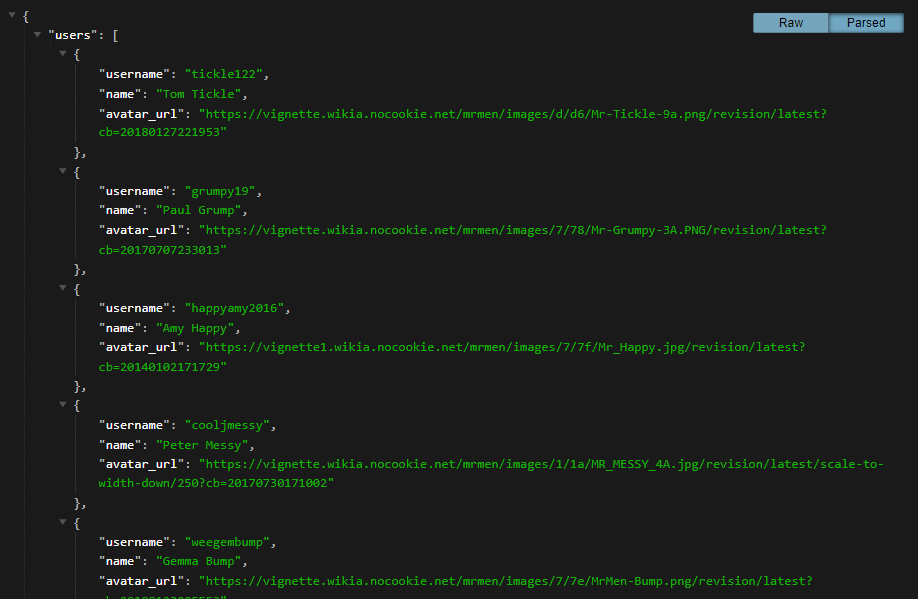 Raw Parsed
{
"users": [
{
"username": "tickle122",
"name": "Tom Tickle",
"avatar_url": "https://vignette.wikia.nocookie.net/mrmen/images/d/d6/Mr-Tickle-9a.png/revision/latest?
cb=20180127221953"
},
{
"username": "grumpy19",
"name": "Paul Grump",
"avatar_url": "https://vignette.wikia.nocookie.net/mrmen/images/7/78/Mr-Grumpy-3A.PNG/revision/latest?
cb=20170707233013"
},
{
"username": "happyamy2016",
"name": "Amy Happy",
"avatar_url": "https://vignette1.wikia.nocookie.net/mrmen/images/7/7f/Mr_Happy.jpg/revision/latest?
cb=20140102171729"
},
{
"username": "cooljmessy",
"name": "Peter Messy",
"avatar_url": "https://vignette.wikia.nocookie.net/mrmen/images/1/1a/MR_MESSY_4A.jpg/revision/latest/scale-to-
width-down/250?cb=20170730171002"
},
{
"username": "weegembump",
"name": "Gemma Bump",
"avatar_url": "https://vignette.wikia.nocookie.net/mrmen/images/7/7e/MrMen-Bump.png/revision/latest?